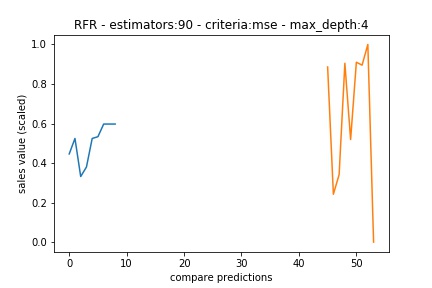 RFR - estimators:90 - criteria:mse - max_depth:4
sales value (scaled)
1.0
0.8
0.6
0.4
0.2
0.0
0 10 20 30 40 50
compare predictions